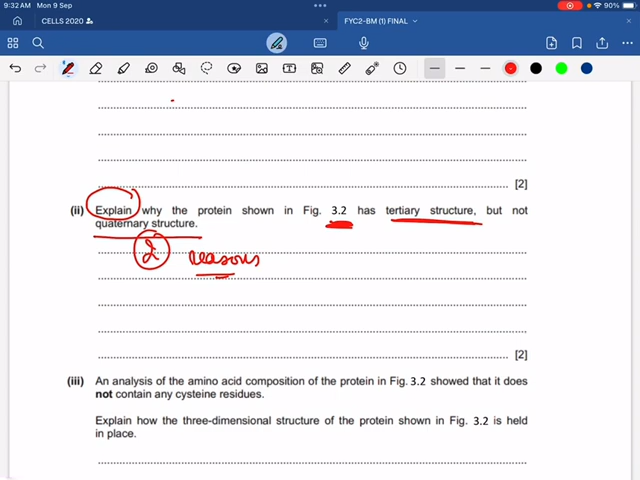 9:32 AM Mon 9 Sep
90%
CELLS 2020
FYC2-BM (1) FINAL
[2]
(ii) Explain why the protein shown in Fig. 3.2 has tertiary structure, but not
quaternary structure.
2 reasons
[2]
(iii) An analysis of the amino acid composition of the protein in Fig. 3.2 showed that it does
not contain any cysteine residues.
Explain how the three-dimensional structure of the protein shown in Fig. 3.2 is held
in place.